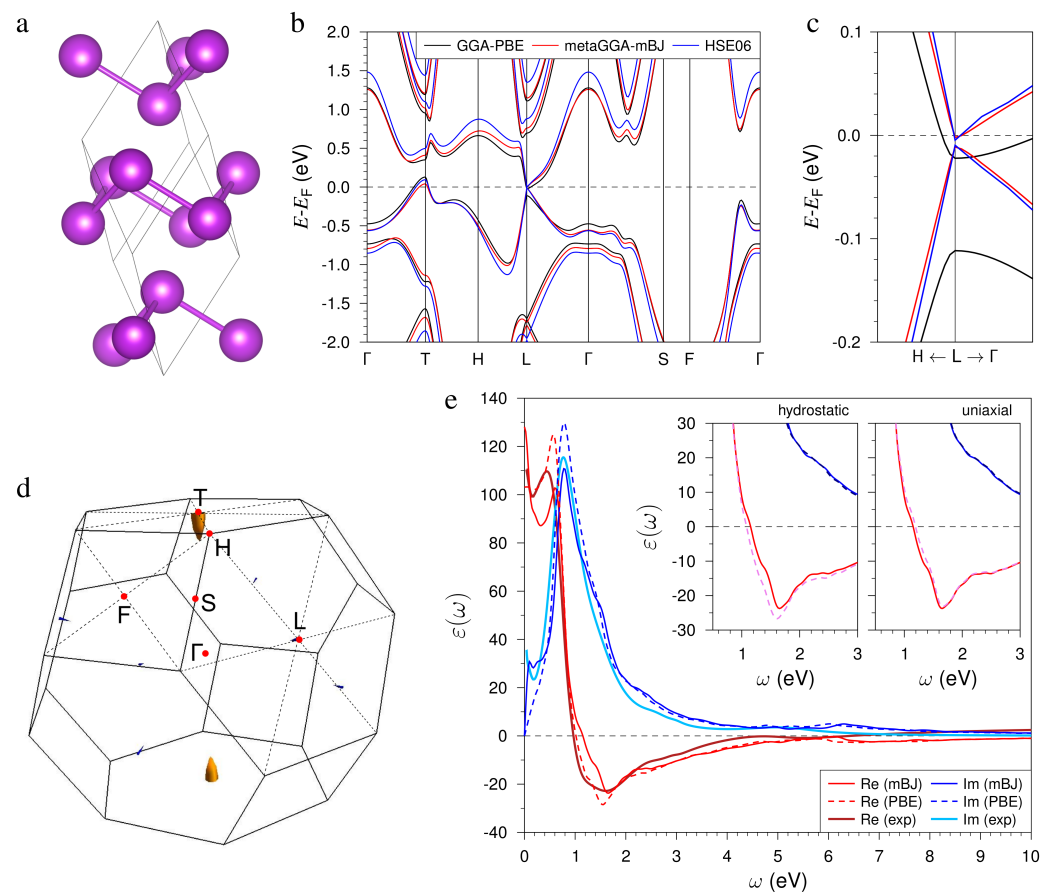 a
b
2.0
1.5
1.0
0.5
0.0
-0.5
-1.0
-1.5
-2.0
E-E_F (eV)
GGA-PBE metaGGA-mBJ HSE06
Γ T H L Γ S F Γ
c
0.1
0.0
-0.1
-0.2
E-E_F (eV)
H ← L → Γ
d
T
H
S
F
L
Γ
e
140
120
100
80
60
40
20
0
-20
-40
ε(ω)
0 1 2 3 4 5 6 7 8 9 10
ω (eV)
hydrostatic
30
20
10
0
-10
-20
-30
ε(ω)
1 2 3
ω (eV)
uniaxial
1 2 3
ω (eV)
Re (mBJ) Im (mBJ)
Re (PBE) Im (PBE)
Re (exp) Im (exp)